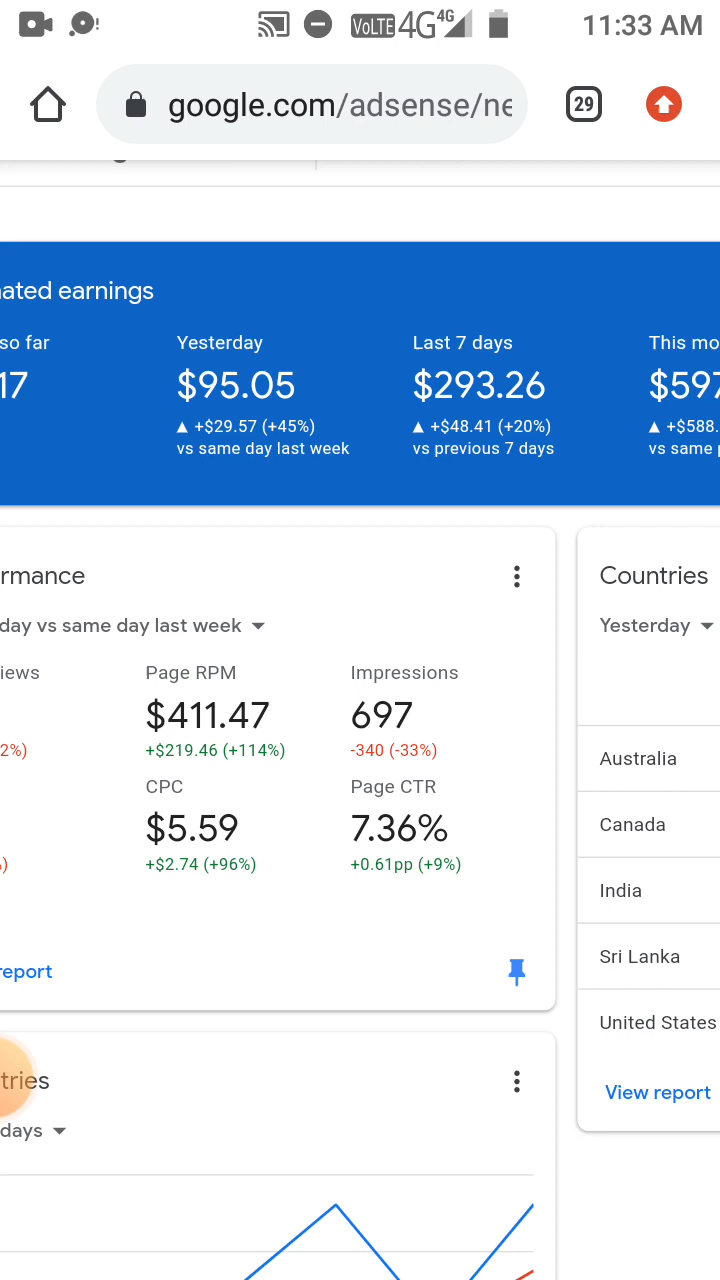 VoLTE 4G 4G 11:33 AM
google.com/adsense/ne
29
ated earnings
so far Yesterday Last 7 days This mo
17 $95.05 $293.26 $597
▲ +$29.57 (+45%) ▲ +$48.41 (+20%) ▲ +$588.
vs same day last week vs previous 7 days vs same
rmance
day vs same day last week
iews Page RPM Impressions
$411.47 697
2%) +$219.46 (+114%) -340 (-33%)
CPC Page CTR
$5.59 7.36%
) +$2.74 (+96%) +0.61pp (+9%)
report
Countries
Yesterday
Australia
Canada
India
Sri Lanka
United States
View report
tries
days